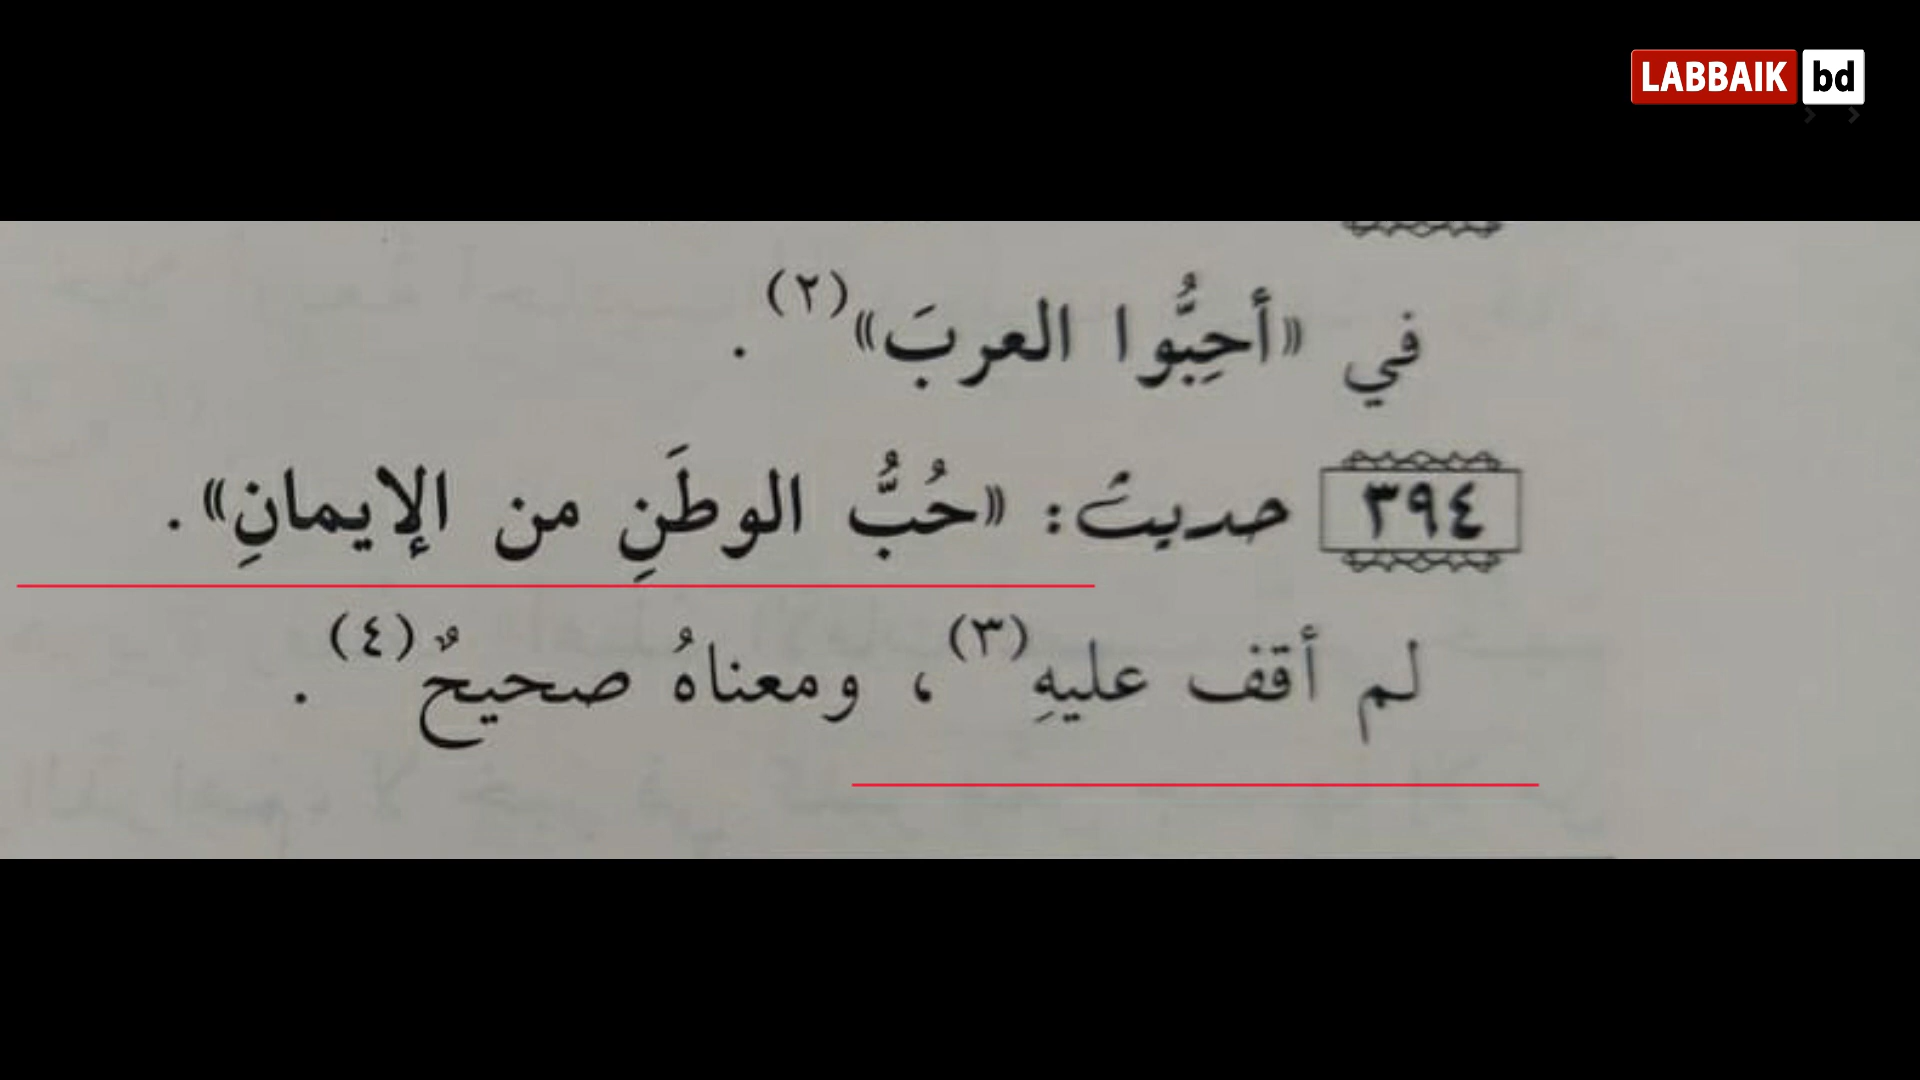 LABBAIK bd
في «أحِبُّوا العربَ»(٢) .
٣٩٤ حديثُ: «حُبُّ الوطَنِ من الإيمانِ» .
لم أقف عليهِ(٣)، ومعناهُ صحيحٌ(٤) .